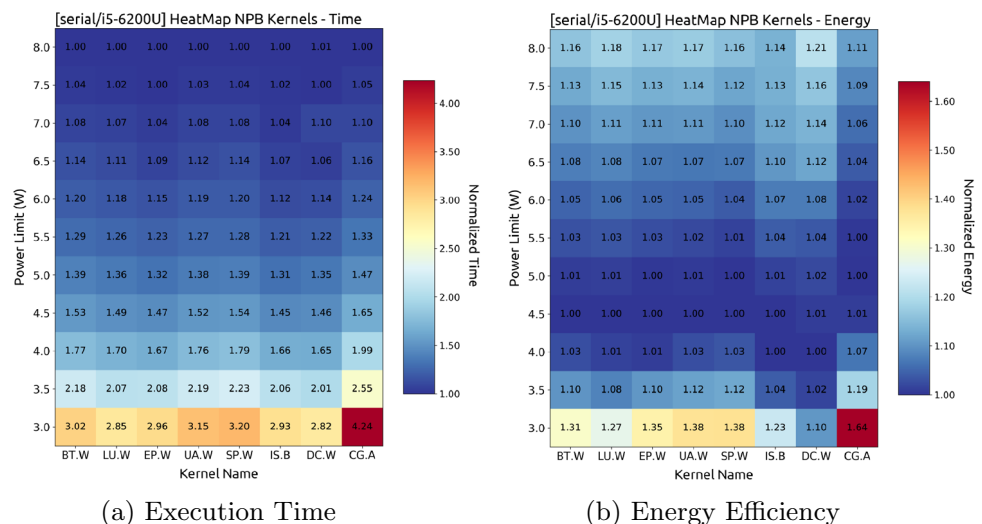 [serial/i5-6200U] HeatMap NPB Kernels - Time
8.0 1.00 1.00 1.00 1.00 1.00 1.00 1.01 1.00
7.5 1.04 1.02 1.00 1.03 1.04 1.00 1.00 1.05
7.0 1.08 1.07 1.04 1.08 1.08 1.04 1.10 1.10
6.5 1.14 1.11 1.09 1.12 1.14 1.07 1.06 1.16
6.0 1.20 1.18 1.15 1.19 1.20 1.12 1.14 1.24
5.5 1.29 1.26 1.23 1.27 1.28 1.21 1.22 1.33
5.0 1.39 1.36 1.32 1.38 1.39 1.31 1.35 1.47
4.5 1.53 1.49 1.47 1.52 1.54 1.45 1.46 1.65
4.0 1.77 1.70 1.67 1.76 1.79 1.66 1.65 1.99
3.5 2.18 2.07 2.08 2.19 2.23 2.06 2.01 2.55
3.0 3.02 2.85 2.96 3.15 3.20 2.93 2.82 4.24
BT.W LU.W EP.W UA.W SP.W IS.B DC.W CG.A
Kernel Name
Power Limit (W)
4.00
3.50
3.00
2.50
2.00
1.50
1.00
Normalized Time
(a) Execution Time
[serial/i5-6200U] HeatMap NPB Kernels - Energy
8.0 1.16 1.18 1.17 1.17 1.16 1.14 1.21 1.11
7.5 1.13 1.15 1.13 1.14 1.12 1.13 1.16 1.09
7.0 1.10 1.11 1.11 1.11 1.10 1.12 1.14 1.06
6.5 1.08 1.08 1.07 1.07 1.07 1.10 1.12 1.04
6.0 1.05 1.06 1.05 1.05 1.04 1.07 1.08 1.02
5.5 1.03 1.03 1.03 1.02 1.01 1.04 1.04 1.00
5.0 1.01 1.01 1.00 1.01 1.00 1.01 1.02 1.00
4.5 1.00 1.00 1.00 1.00 1.00 1.00 1.01 1.01
4.0 1.03 1.01 1.01 1.03 1.03 1.00 1.00 1.07
3.5 1.10 1.08 1.10 1.12 1.12 1.04 1.02 1.19
3.0 1.31 1.27 1.35 1.38 1.38 1.23 1.10 1.64
BT.W LU.W EP.W UA.W SP.W IS.B DC.W CG.A
Kernel Name
Power Limit (W)
1.60
1.50
1.40
1.30
1.20
1.10
1.00
Normalized Energy
(b) Energy Efficiency